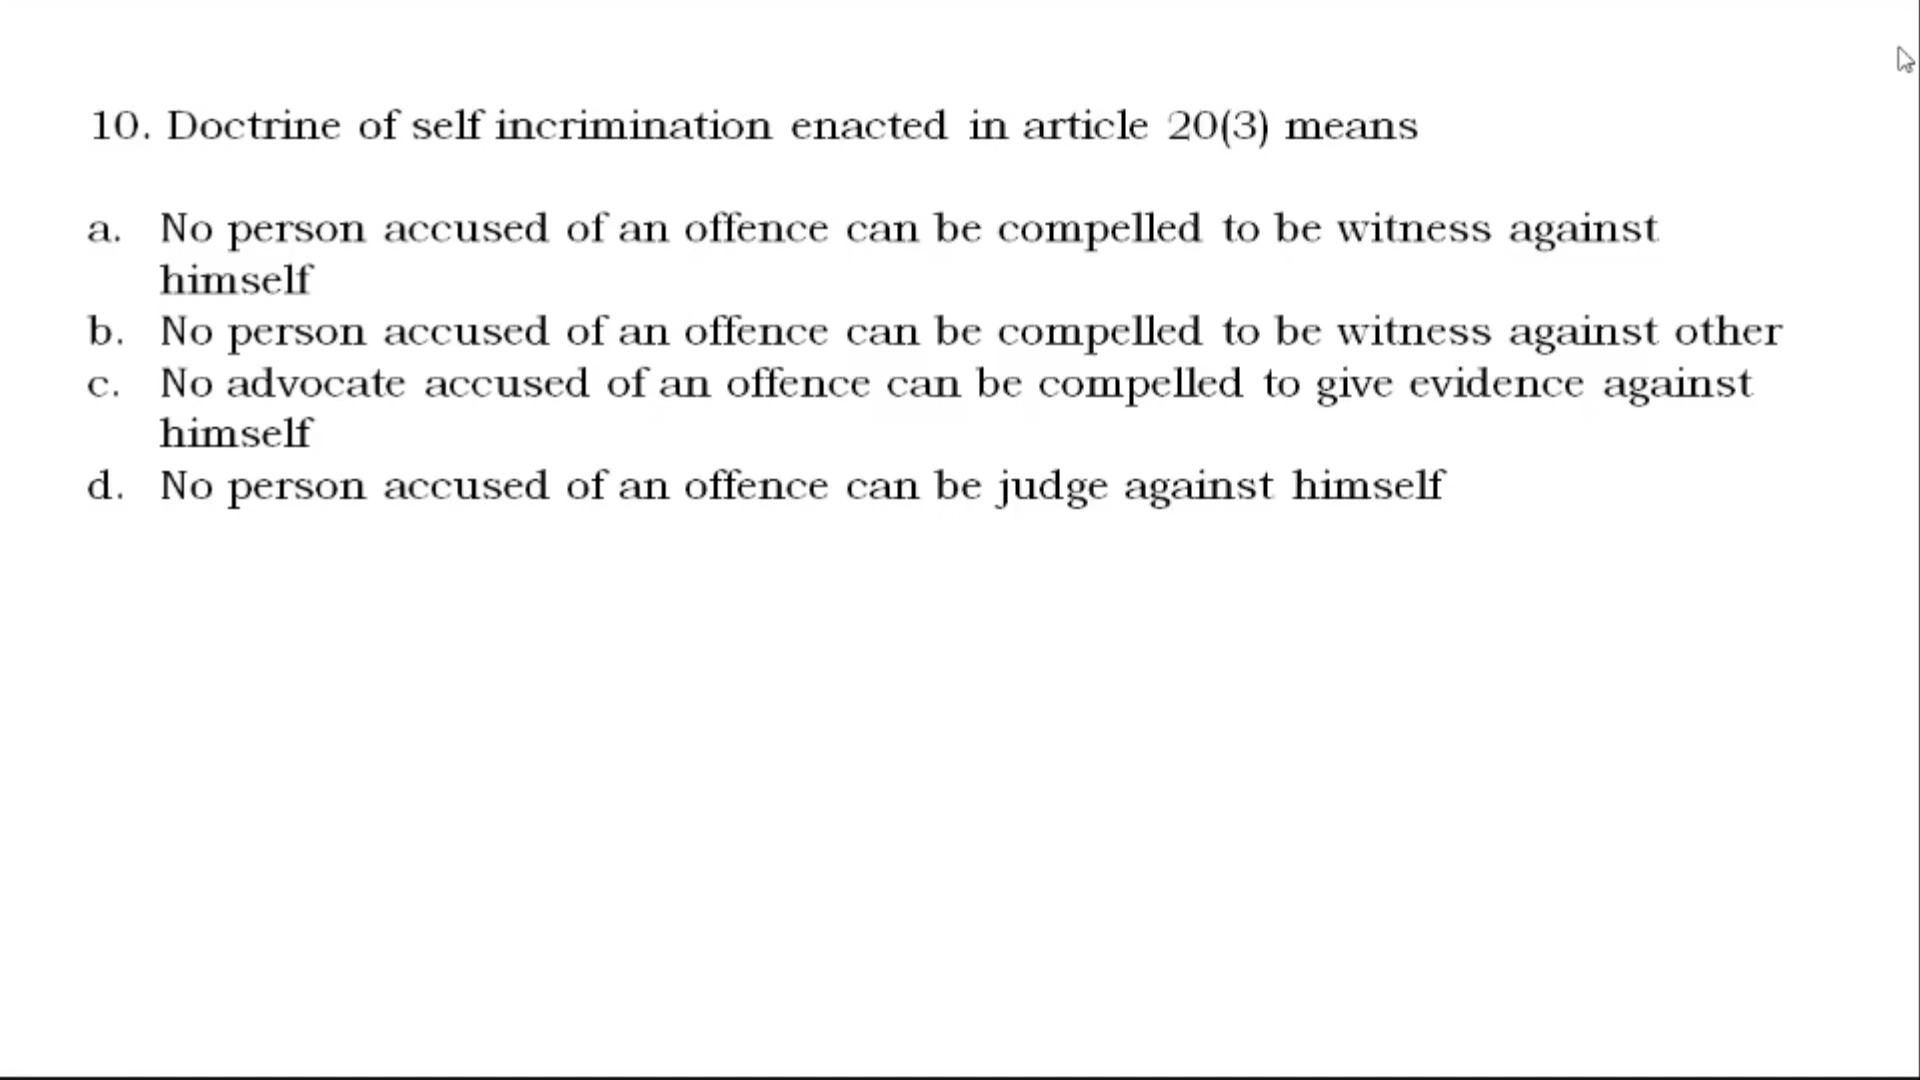 10. Doctrine of self incrimination enacted in article 20(3) means
a. No person accused of an offence can be compelled to be witness against
himself
b. No person accused of an offence can be compelled to be witness against other
c. No advocate accused of an offence can be compelled to give evidence against
himself
d. No person accused of an offence can be judge against himself